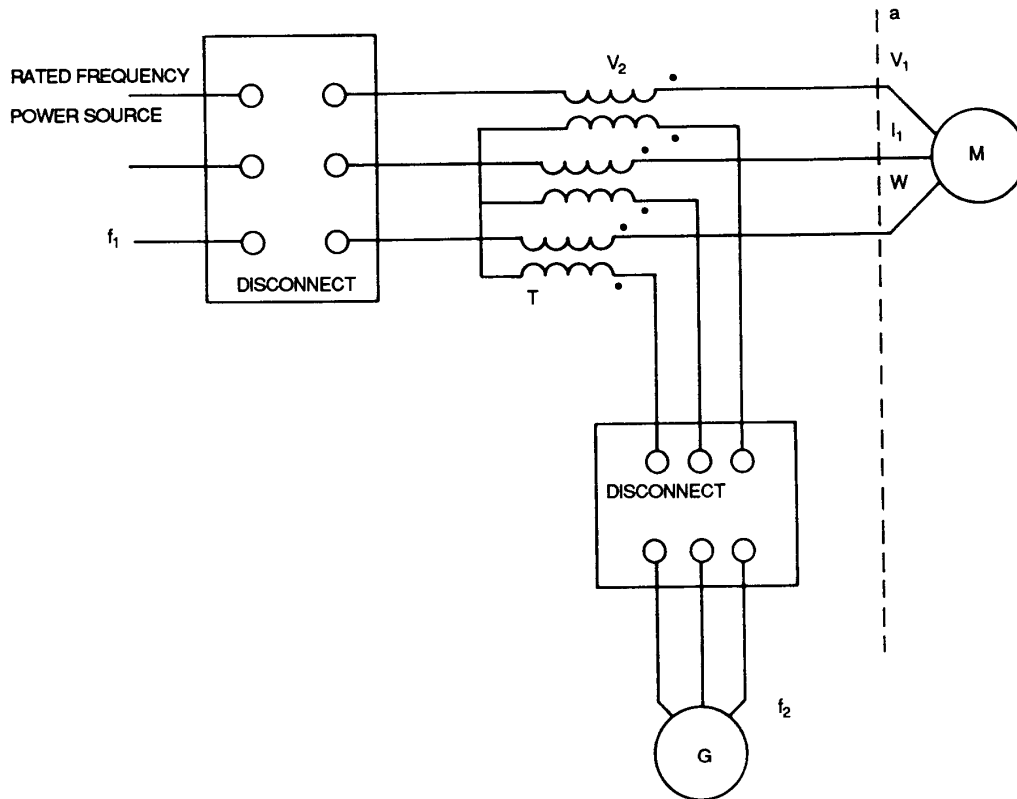 a
RATED FREQUENCY
POWER SOURCE
V₂
V₁
I₁
M
W
f₁
DISCONNECT
T
DISCONNECT
f₂
G